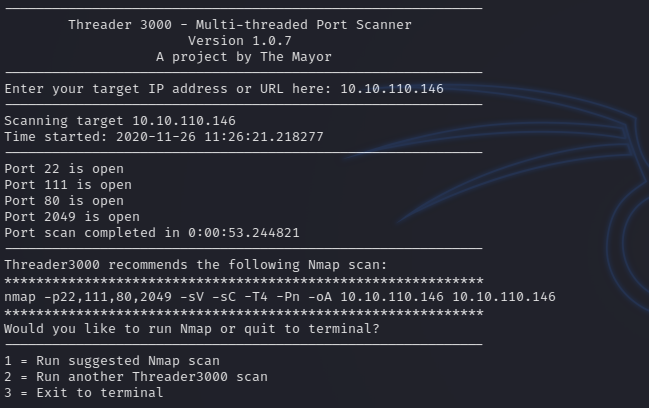 Threader 3000 - Multi-threaded Port Scanner
Version 1.0.7
A project by The Mayor
Enter your target IP address or URL here: 10.10.110.146
Scanning target 10.10.110.146
Time started: 2020-11-26 11:26:21.218277
Port 22 is open
Port 111 is open
Port 80 is open
Port 2049 is open
Port scan completed in 0:00:53.244821
Threader3000 recommends the following Nmap scan:
************************************************************
nmap -p22,111,80,2049 -sV -sC -T4 -Pn -oA 10.10.110.146 10.10.110.146
************************************************************
Would you like to run Nmap or quit to terminal?
1 = Run suggested Nmap scan
2 = Run another Threader3000 scan
3 = Exit to terminal